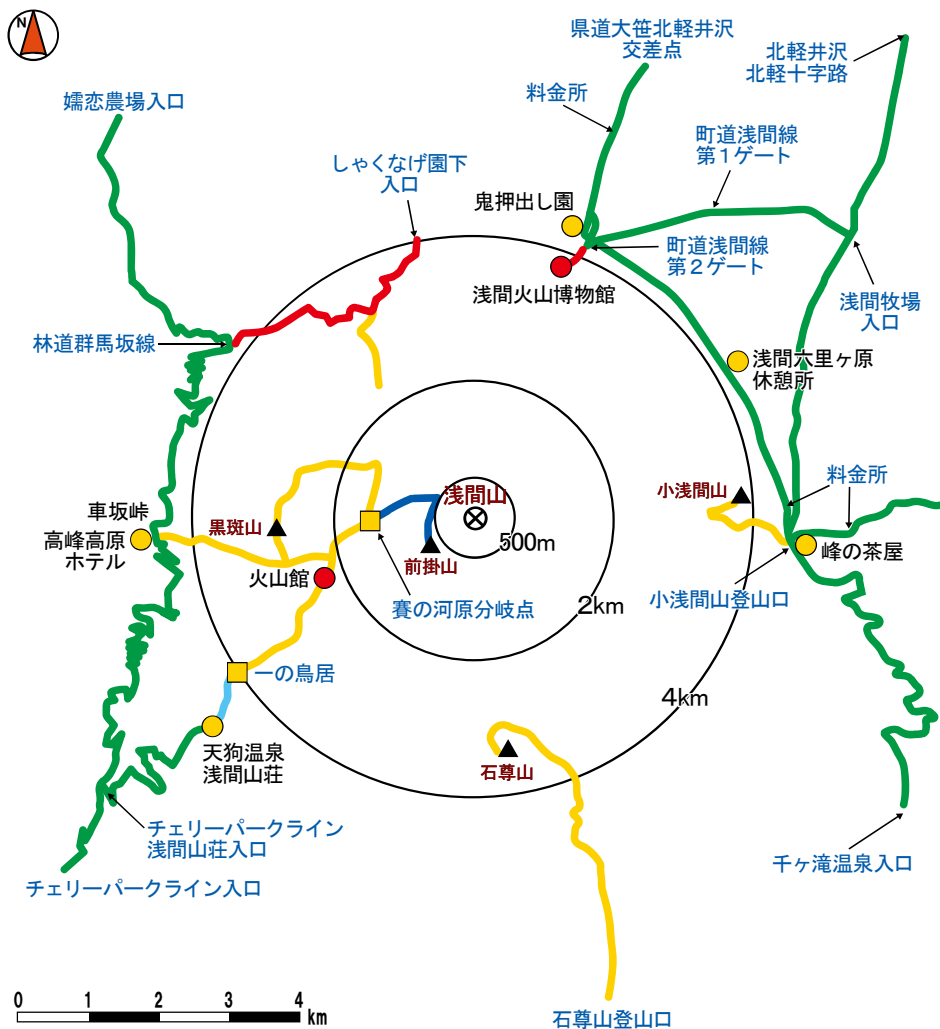 N
県道大笹北軽井沢
交差点
北軽井沢
北軽十字路
料金所
嬬恋農場入口
町道浅間線
第1ゲート
しゃくなげ園下
入口
鬼押出し園
町道浅間線
第2ゲート
浅間火山博物館
浅間牧場
入口
林道群馬坂線
浅間六里ヶ原
休憩所
料金所
小浅間山
浅間山
車坂峠
高峰高原
ホテル
黒斑山
500m
峰の茶屋
前掛山
火山館
賽の河原分岐点
2km
小浅間山登山口
一の鳥居
4km
天狗温泉
浅間山荘
石尊山
チェリーパークライン
浅間山荘入口
千ヶ滝温泉入口
チェリーパークライン入口
0 1 2 3 4
km
石尊山登山口